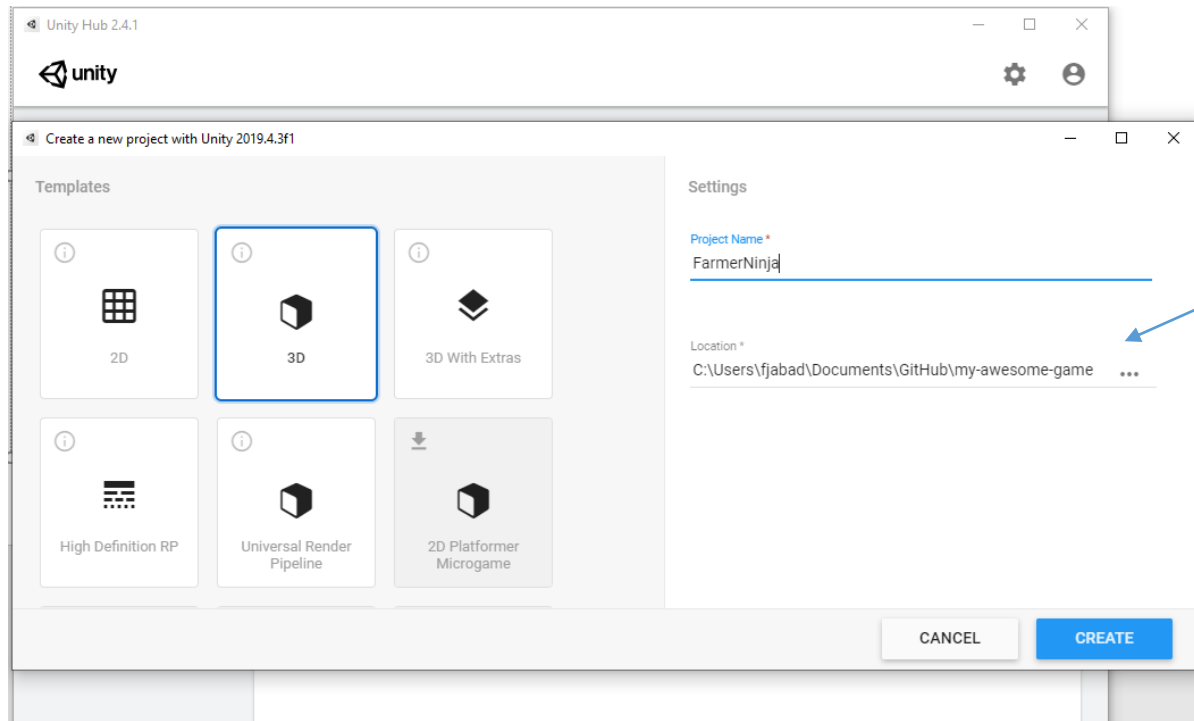 Unity Hub 2.4.1
unity
Create a new project with Unity 2019.4.3f1
Templates
Settings
2D
3D
3D With Extras
Project Name *
FarmerNinja
Location *
C:\Users\fjabad\Documents\GitHub\my-awesome-game
High Definition RP
Universal Render
Pipeline
2D Platformer
Microgame
CANCEL
CREATE